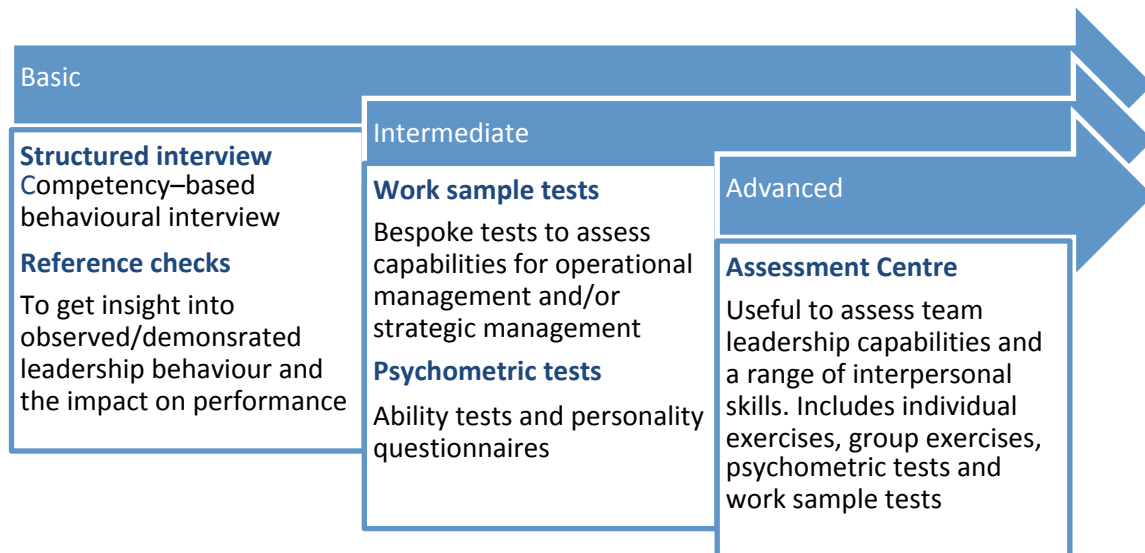 Basic
Structured interview
Competency–based
behavioural interview
Reference checks
To get insight into
observed/demonsrated
leadership behaviour and
the impact on performance
Intermediate
Work sample tests
Bespoke tests to assess
capabilities for operational
management and/or
strategic management
Psychometric tests
Ability tests and personality
questionnaires
Advanced
Assessment Centre
Useful to assess team
leadership capabilities and
a range of interpersonal
skills. Includes individual
exercises, group exercises,
psychometric tests and
work sample tests